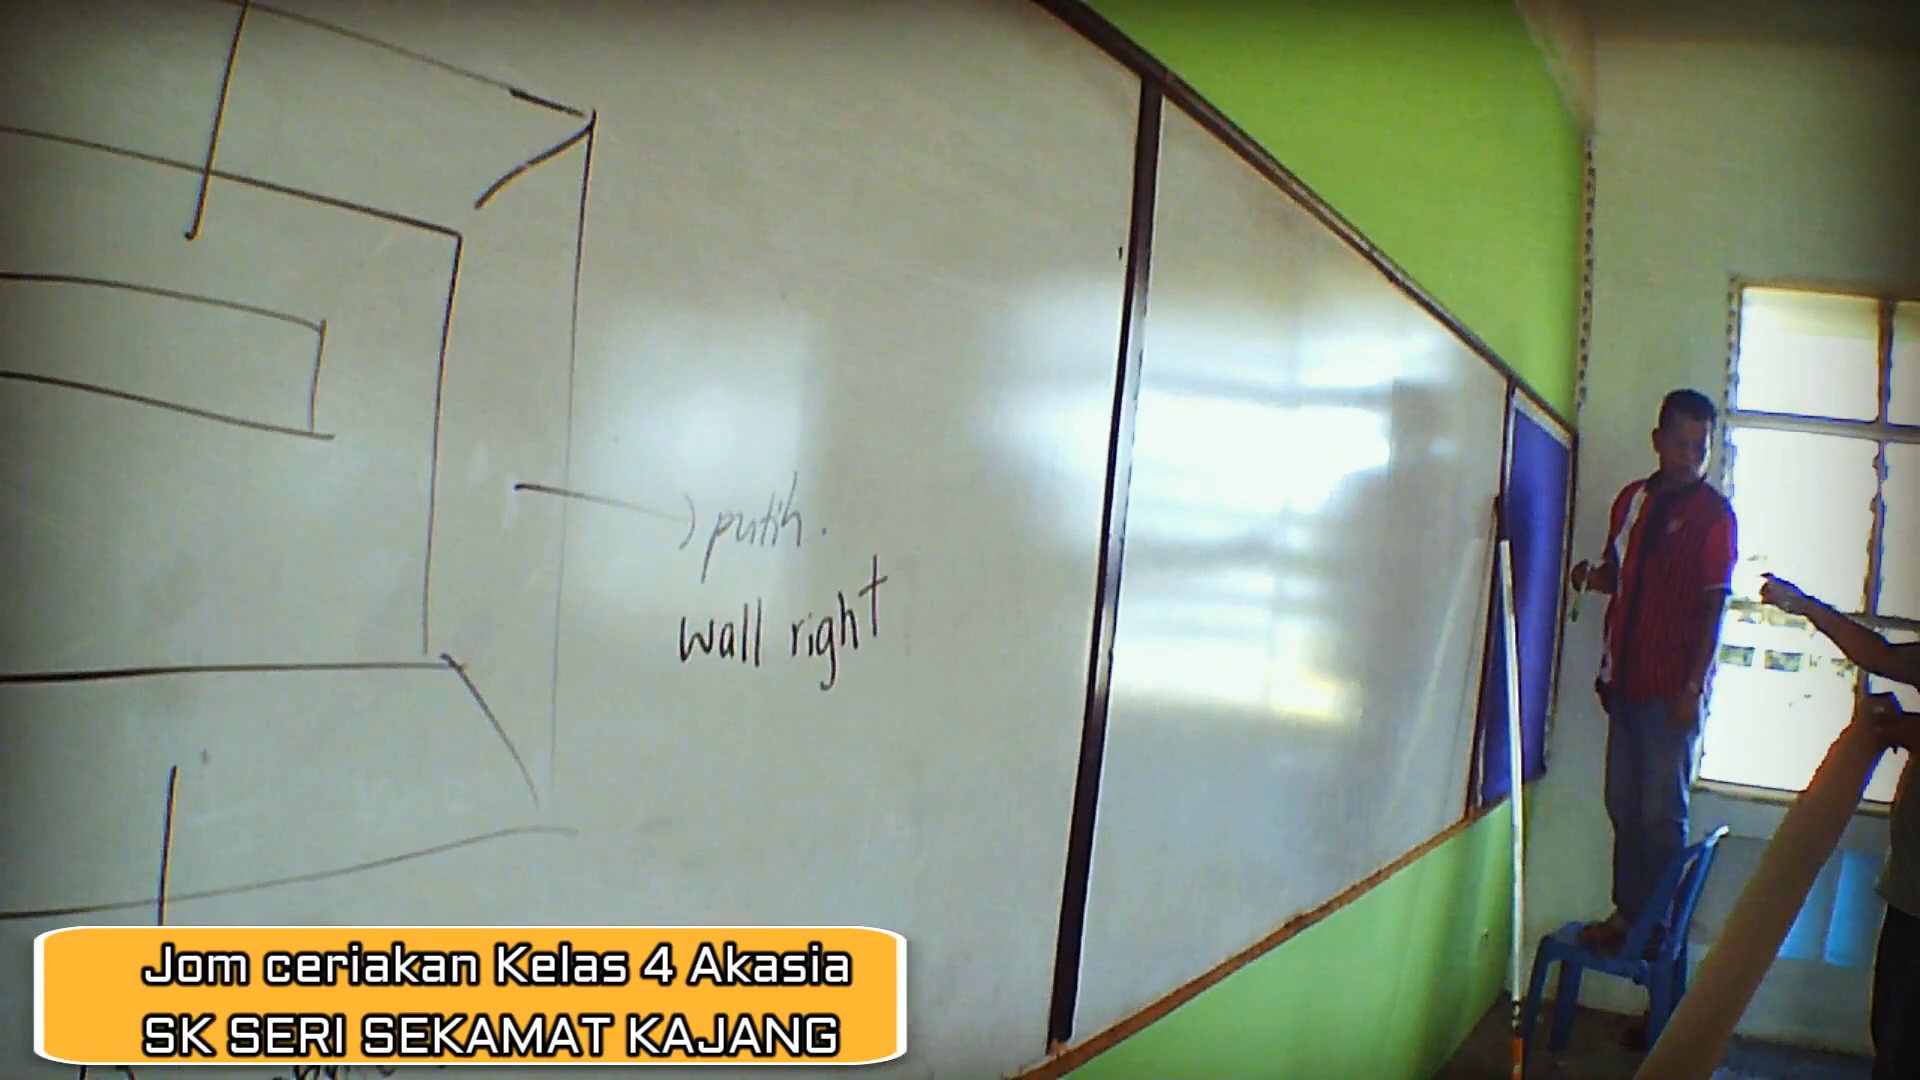 putih.
wall right
Jom ceriakan Kelas 4 Akasia
SK SERI SEKAMAT KAJANG